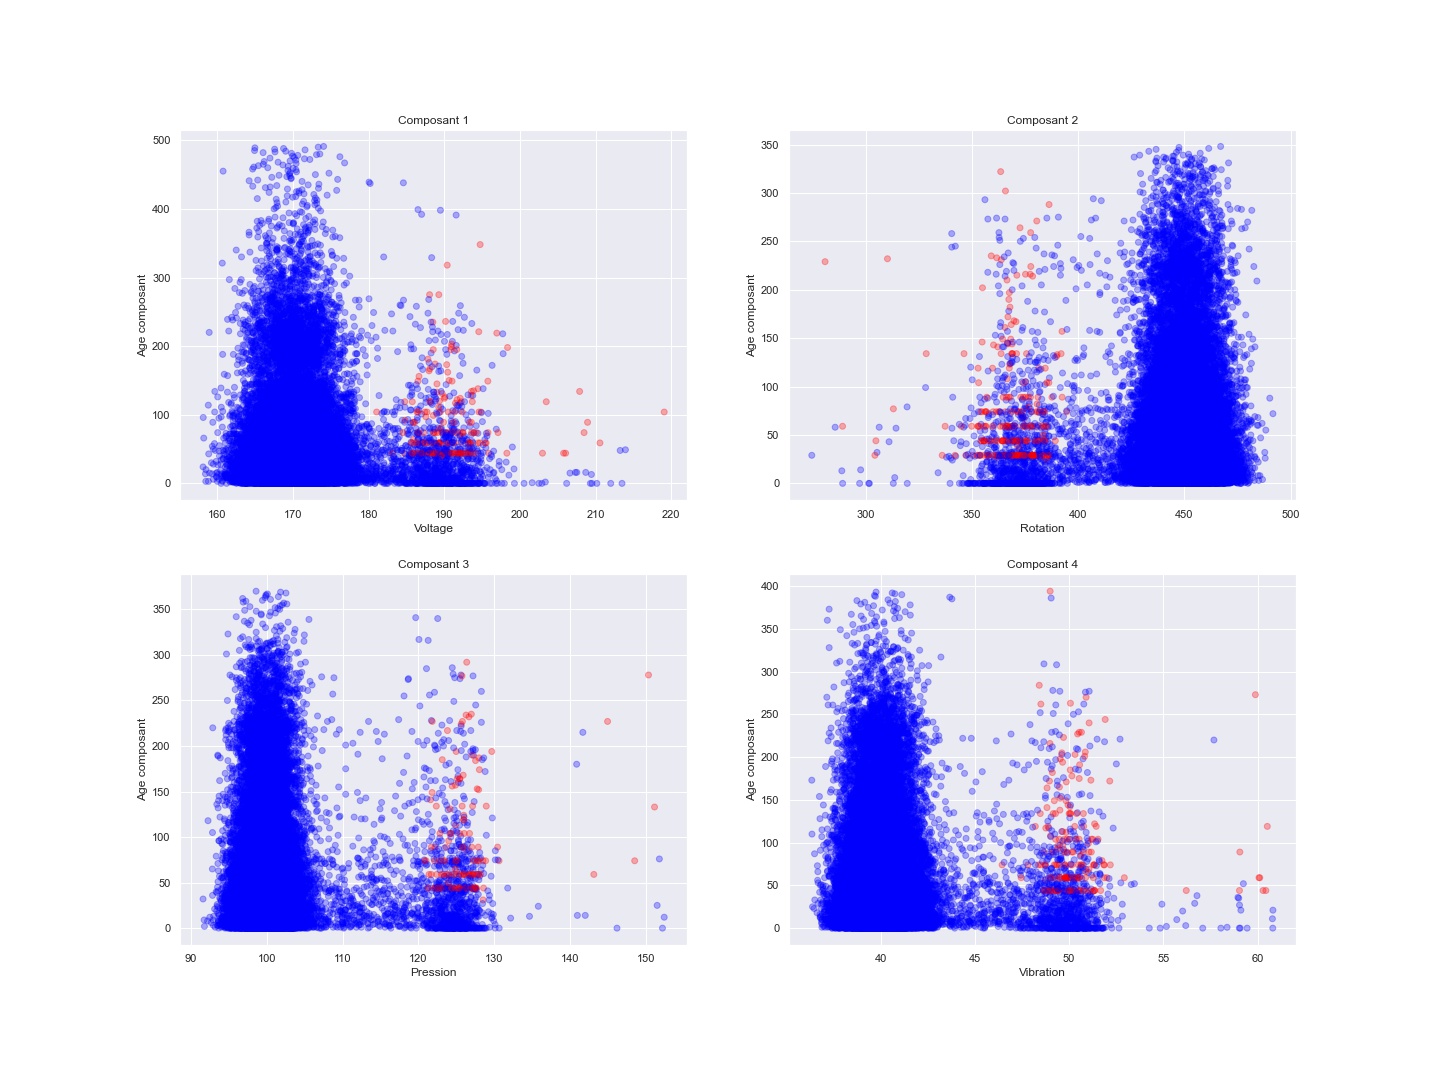 Composant 1
Age composant
500
400
300
200
100
0
160 170 180 190 200 210 220
Voltage
Composant 2
Age composant
350
300
250
200
150
100
50
0
300 350 400 450 500
Rotation
Composant 3
Age composant
350
300
250
200
150
100
50
0
90 100 110 120 130 140 150
Pression
Composant 4
Age composant
400
350
300
250
200
150
100
50
0
40 45 50 55 60
Vibration